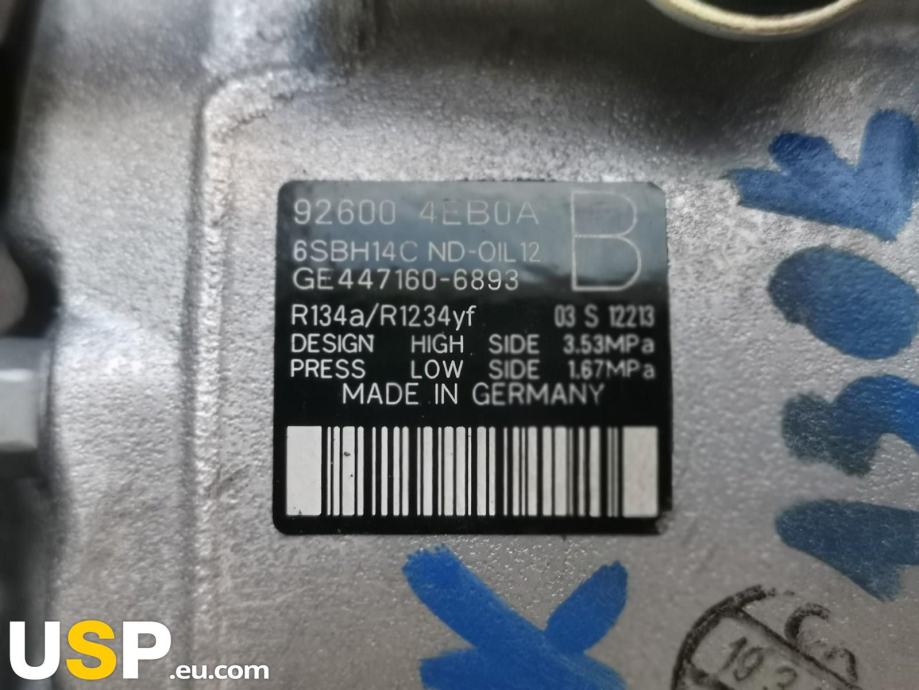 92600 4EB0A B
6SBH14C ND-OIL12
GE447160-6893
R134a/R1234yf 03 S 12213
DESIGN HIGH SIDE 3.53MPa
PRESS LOW SIDE 1.67MPa
MADE IN GERMANY
USP.eu.com